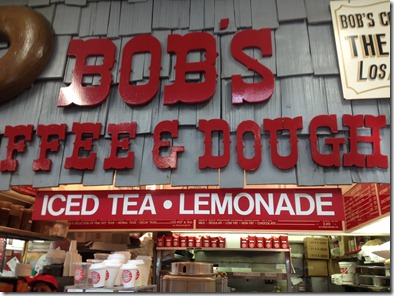 BOB'S
FFEE & DOUGH
ICED TEA • LEMONADE
BOB'S C
THE
Los